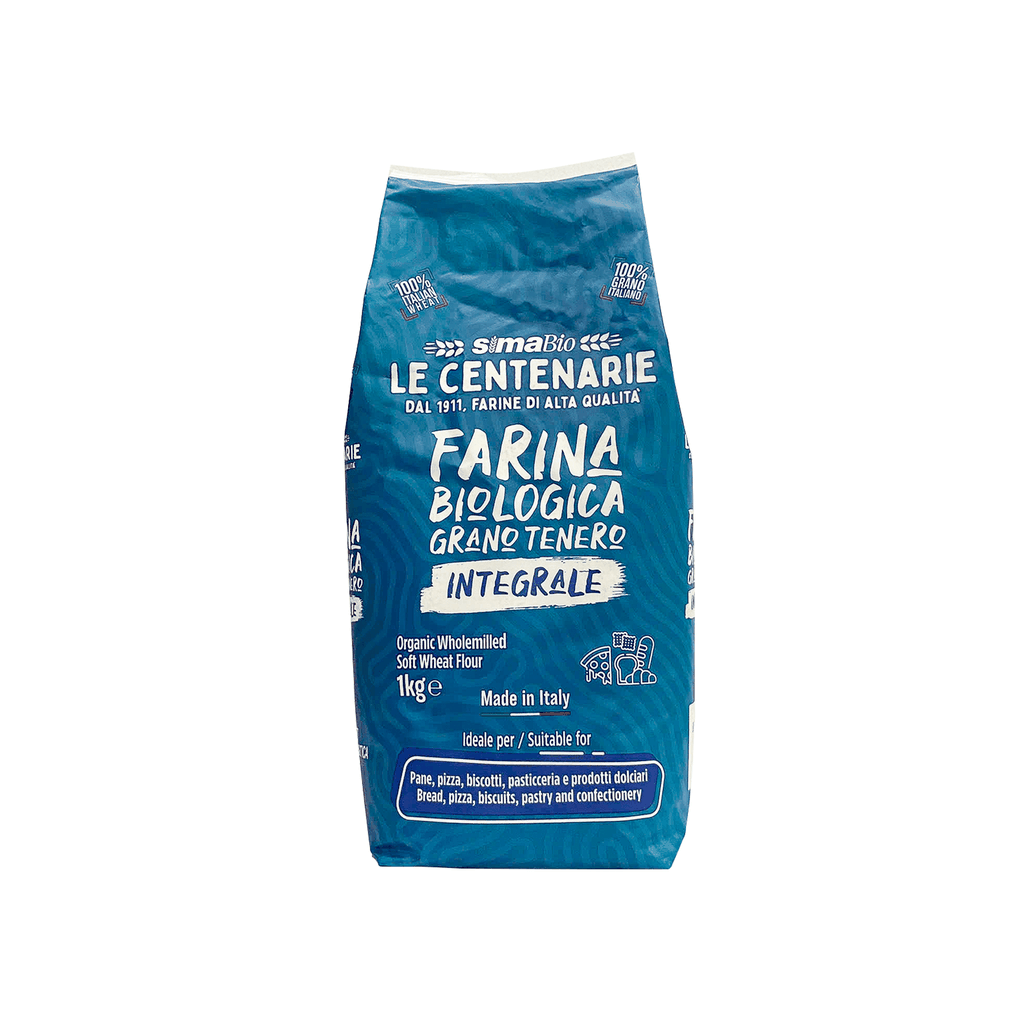 100%
ITALIAN
WHEAT
100%
GRANO
ITALIANO
simaBio
LE CENTENARIE
DAL 1911, FARINE DI ALTA QUALITÀ
FARINA
BIOLOGICA
GRANO TENERO
INTEGRALE
Organic Wholemilled
Soft Wheat Flour
1kg ℮
Made in Italy
Ideale per / Suitable for
Pane, pizza, biscotti, pasticceria e prodotti dolciari
Bread, pizza, biscuits, pastry and confectionery